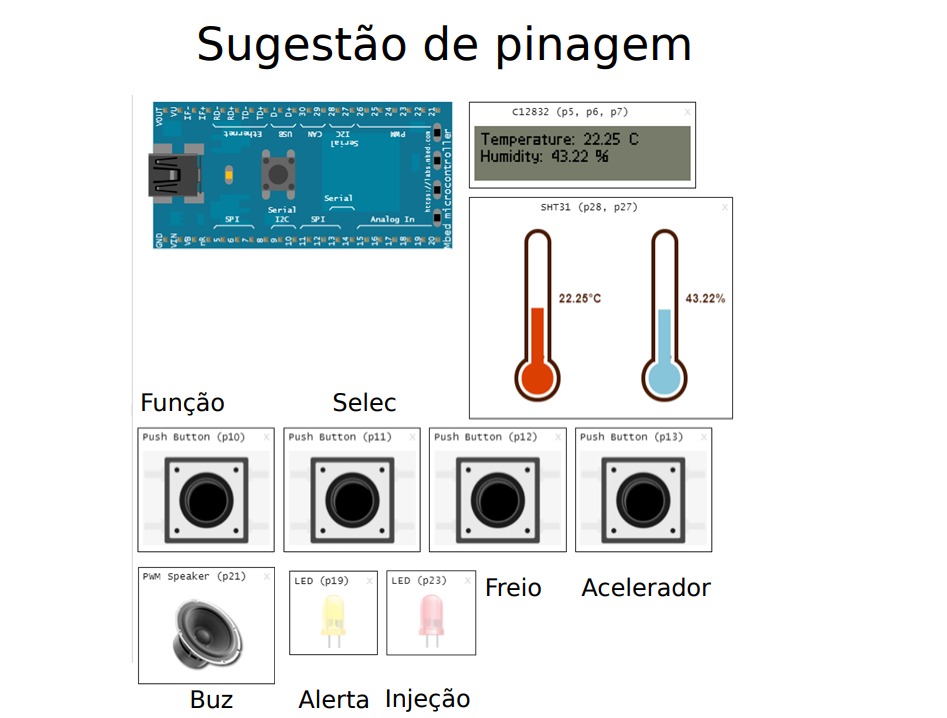 Sugestão de pinagem
VOUT VU IF- IF+ RD- RD+ TD- TD+ D- D+ 30 29 28 27 26 25 24 23 22 21
Ethernet USB CAN I2C PWM
Serial
https://labs.mbed.com
mbed microcontroller
Serial
Serial
SPI I2C SPI Analog In
GND VIN VB nR 5 6 7 8 9 10 11 12 13 14 15 16 17 18 19 20
C12832 (p5, p6, p7) X
Temperature: 22.25 C
Humidity: 43.22 %
SHT31 (p28, p27) X
22.25°C
43.22%
Função
Selec
Push Button (p10) X
Push Button (p11) X
Push Button (p12) X
Push Button (p13) X
PWM Speaker (p21) X
LED (p19) X
LED (p23) X
Freio
Acelerador
Buz
Alerta
Injeção